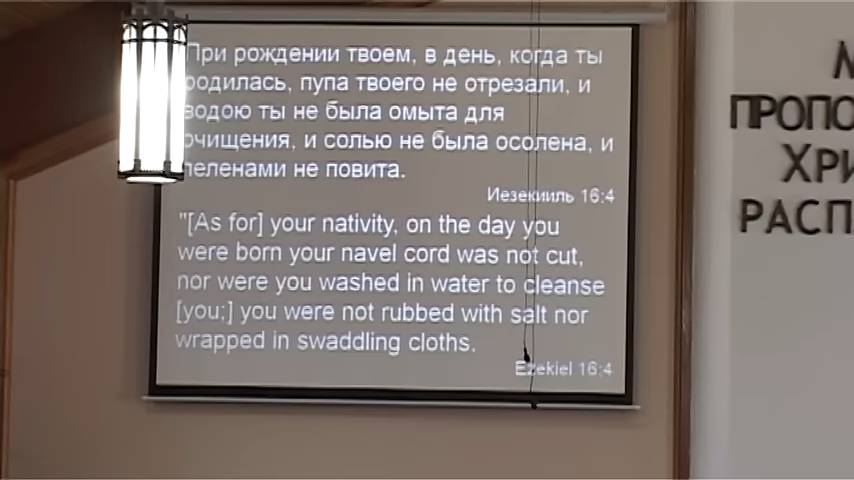 При рождении твоем, в день, когда ты
родилась, пупа твоего не отрезали, и
водою ты не была омыта для
очищения, и солью не была осолена, и
пеленами не повита.
Иезекииль 16:4
"[As for] your nativity, on the day you
were born your navel cord was not cut,
nor were you washed in water to cleanse
[you;] you were not rubbed with salt nor
wrapped in swaddling cloths.
Ezekiel 16:4